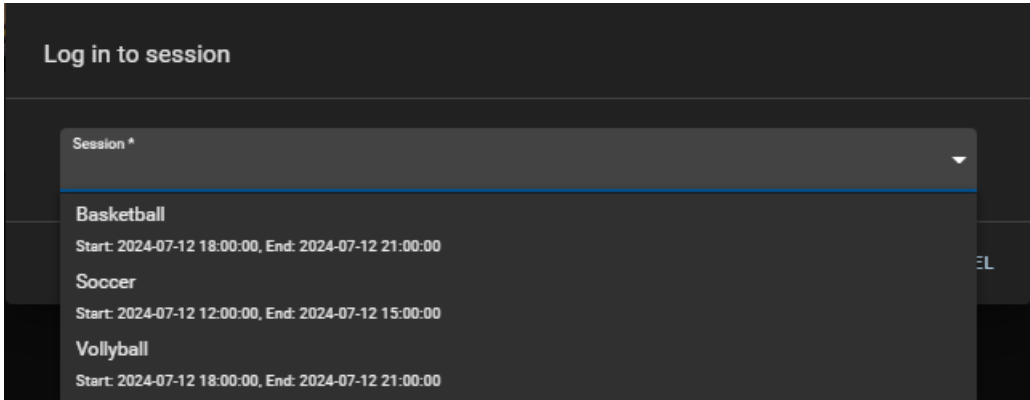 Log in to session
Session *
Basketball
Start: 2024-07-12 18:00:00, End: 2024-07-12 21:00:00
Soccer
Start: 2024-07-12 12:00:00, End: 2024-07-12 15:00:00
Vollyball
Start: 2024-07-12 18:00:00, End: 2024-07-12 21:00:00